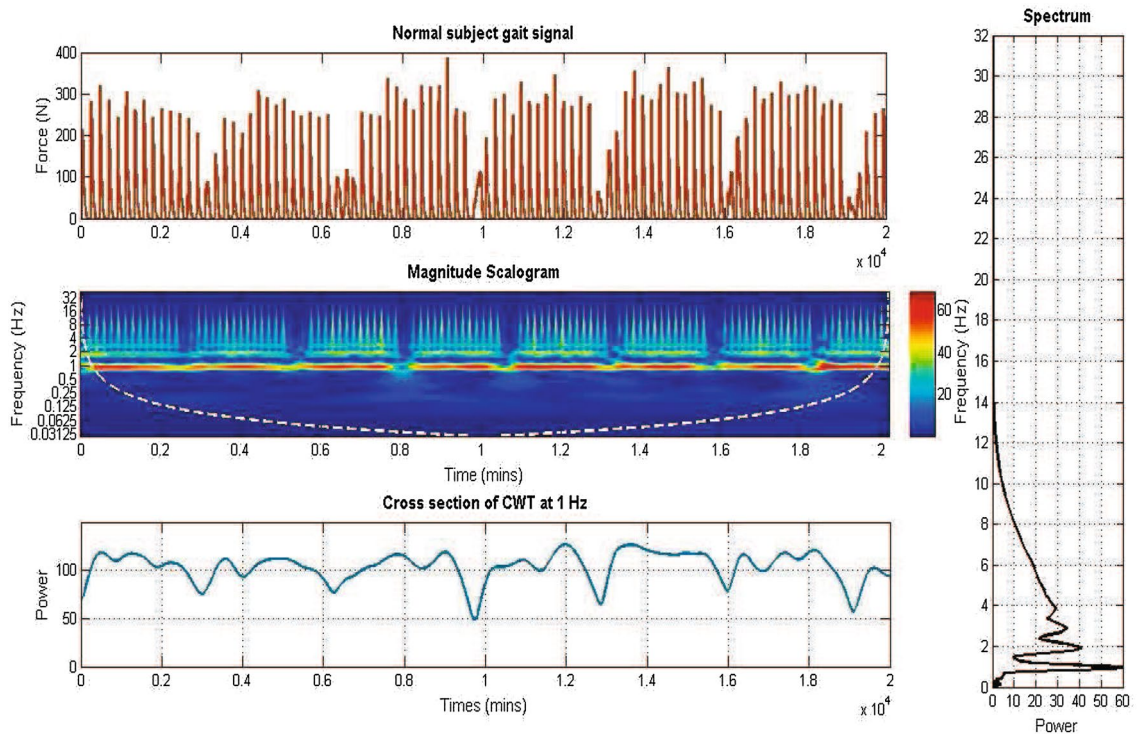 Normal subject gait signal
400
300
200
100
0
Force (N)
0 0.2 0.4 0.6 0.8 1 1.2 1.4 1.6 1.8 2
x 10^4
Magnitude Scalogram
32
16
8
4
2
1
0.5
0.25
0.125
0.0625
0.03125
Frequency (Hz)
0 0.2 0.4 0.6 0.8 1 1.2 1.4 1.6 1.8 2
Time (mins)
60
40
20
Frequency (Hz)
Cross section of CWT at 1 Hz
100
50
0
Power
0 0.2 0.4 0.6 0.8 1 1.2 1.4 1.6 1.8 2
Times (mins)
x 10^4
Spectrum
32
30
28
26
24
22
20
18
16
14
12
10
8
6
4
2
0
0 10 20 30 40 50 60
Power